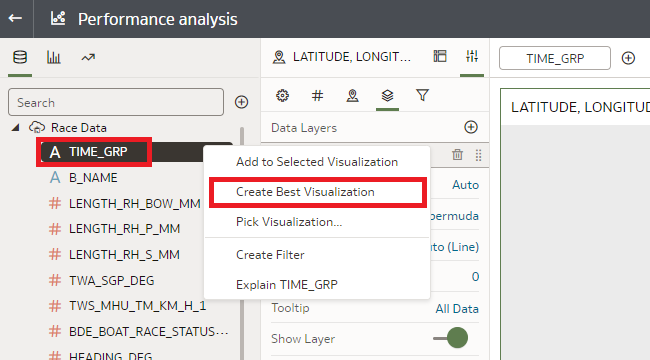 Performance analysis
LATITUDE, LONGIT...
TIME_GRP
Search
LATITUDE, LONGITUD
Data Layers
Race Data
TIME_GRP
Add to Selected Visualization
B_NAME
Auto
Create Best Visualization
LENGTH_RH_BOW_MM
bermuda
Pick Visualization...
LENGTH_RH_P_MM
uto (Line)
LENGTH_RH_S_MM
Create Filter
TWA_SGP_DEG
0
Explain TIME_GRP
TWS_MHU_TM_KM_H_1
Tooltip
All Data
BDE_BOAT_RACE_STATUS...
Show Layer
HEADING_DEG